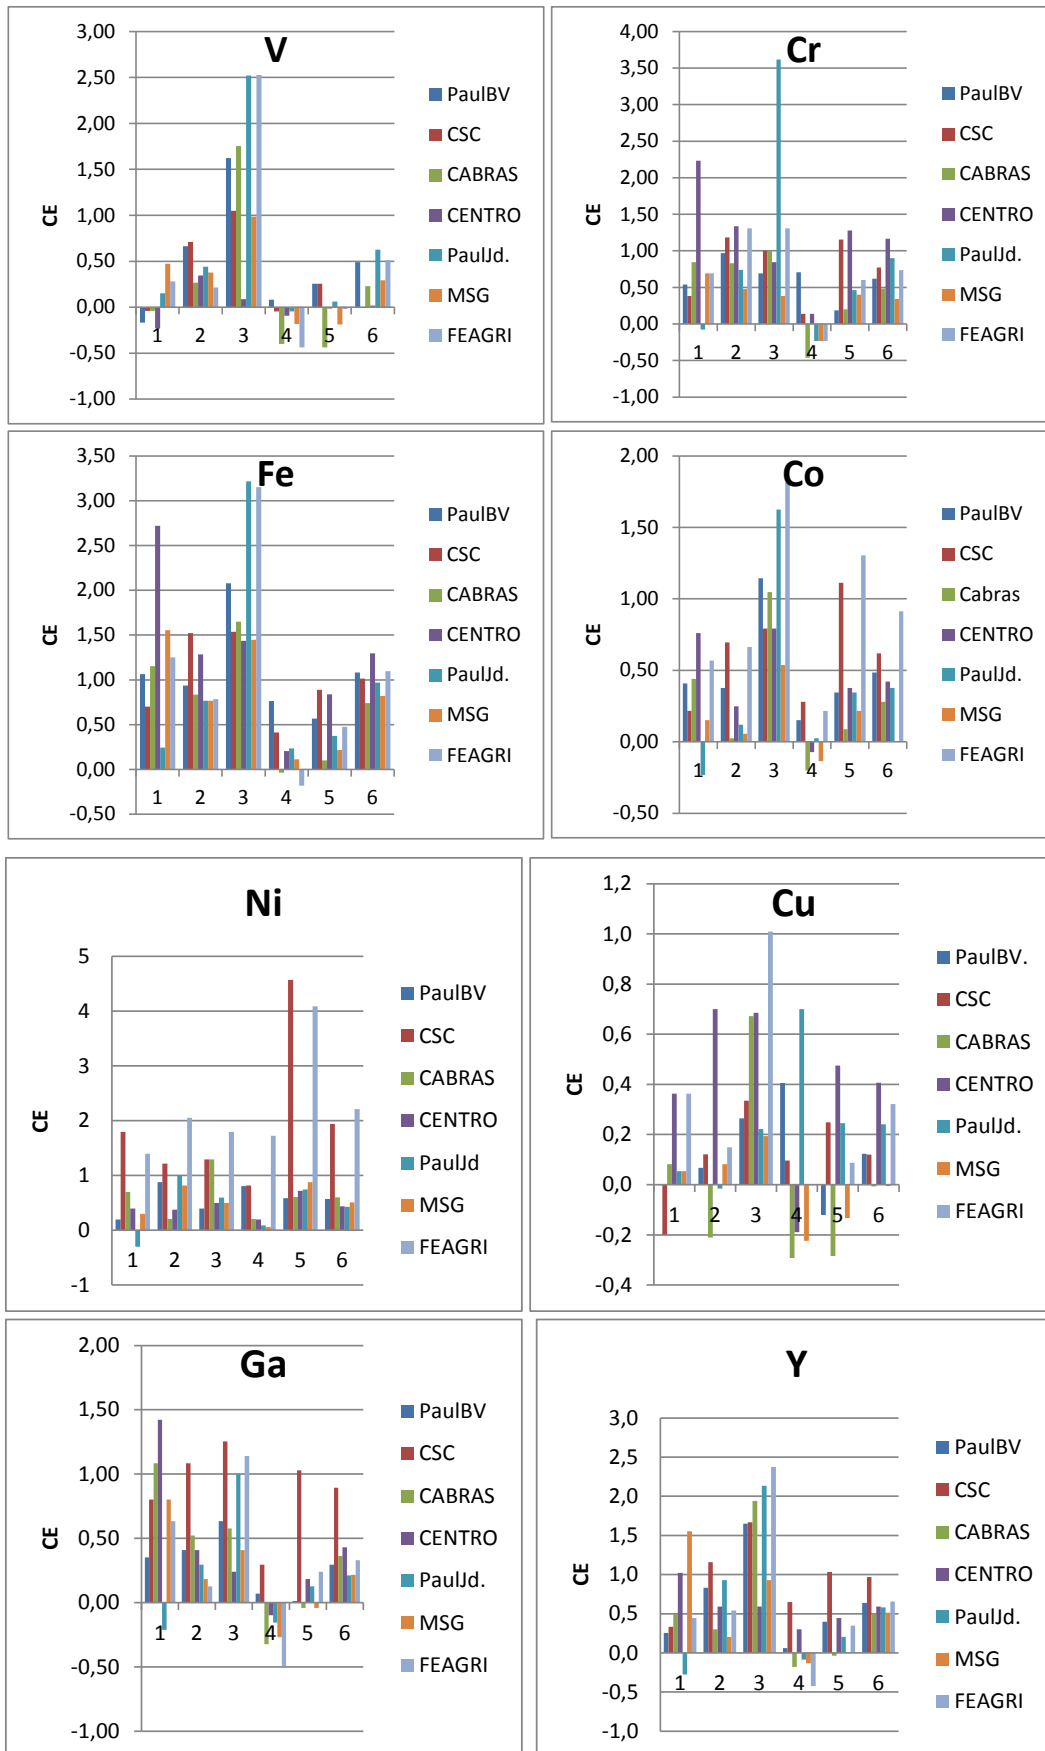 V
3,00
2,50
2,00
1,50
1,00
0,50
0,00
-0,50
-1,00
CE
1 2 3 4 5 6
PaulBV
CSC
CABRAS
CENTRO
PaulJd.
MSG
FEAGRI
Cr
4,00
3,50
3,00
2,50
2,00
1,50
1,00
0,50
0,00
-0,50
-1,00
CE
1 2 3 4 5 6
PaulBV
CSC
CABRAS
CENTRO
PaulJd.
MSG
FEAGRI
Fe
3,50
3,00
2,50
2,00
1,50
1,00
0,50
0,00
-0,50
CE
1 2 3 4 5 6
PaulBV
CSC
CABRAS
CENTRO
PaulJd.
MSG
FEAGRI
Co
2,00
1,50
1,00
0,50
0,00
-0,50
CE
1 2 3 4 5 6
PaulBV
CSC
Cabras
CENTRO
PaulJd.
MSG
FEAGRI
Ni
5
4
3
2
1
0
-1
CE
1 2 3 4 5 6
PaulBV
CSC
CABRAS
CENTRO
PaulJd
MSG
FEAGRI
Cu
1,2
1,0
0,8
0,6
0,4
0,2
0,0
-0,2
-0,4
CE
1 2 3 4 5 6
PaulBV.
CSC
CABRAS
CENTRO
PaulJd.
MSG
FEAGRI
Ga
2,00
1,50
1,00
0,50
0,00
-0,50
-1,00
CE
1 2 3 4 5 6
PaulBV
CSC
CABRAS
CENTRO
PaulJd.
MSG
FEAGRI
Y
3,0
2,5
2,0
1,5
1,0
0,5
0,0
-0,5
-1,0
CE
1 2 3 4 5 6
PaulBV
CSC
CABRAS
CENTRO
PaulJd.
MSG
FEAGRI